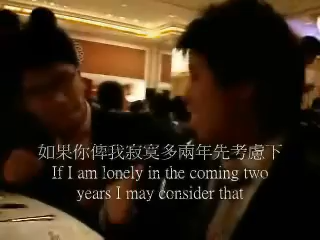 如果你俾我寂寞多兩年先考慮下
If I am lonely in the coming two
years I may consider that